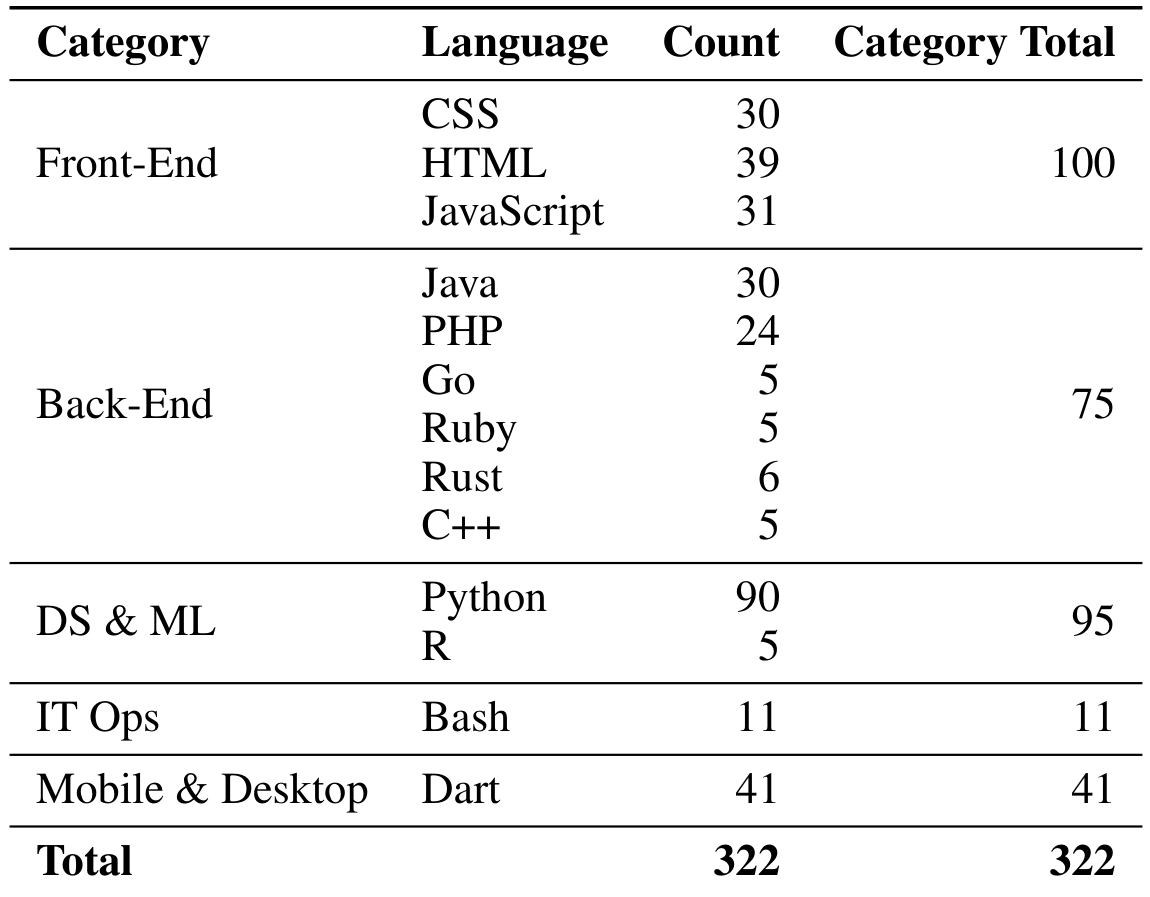 Category Language Count Category Total
CSS 30
Front-End HTML 39 100
JavaScript 31
Java 30
PHP 24
Go 5
Back-End 75
Ruby 5
Rust 6
C++ 5
Python 90
DS & ML 95
R 5
IT Ops Bash 11 11
Mobile & Desktop Dart 41 41
Total 322 322